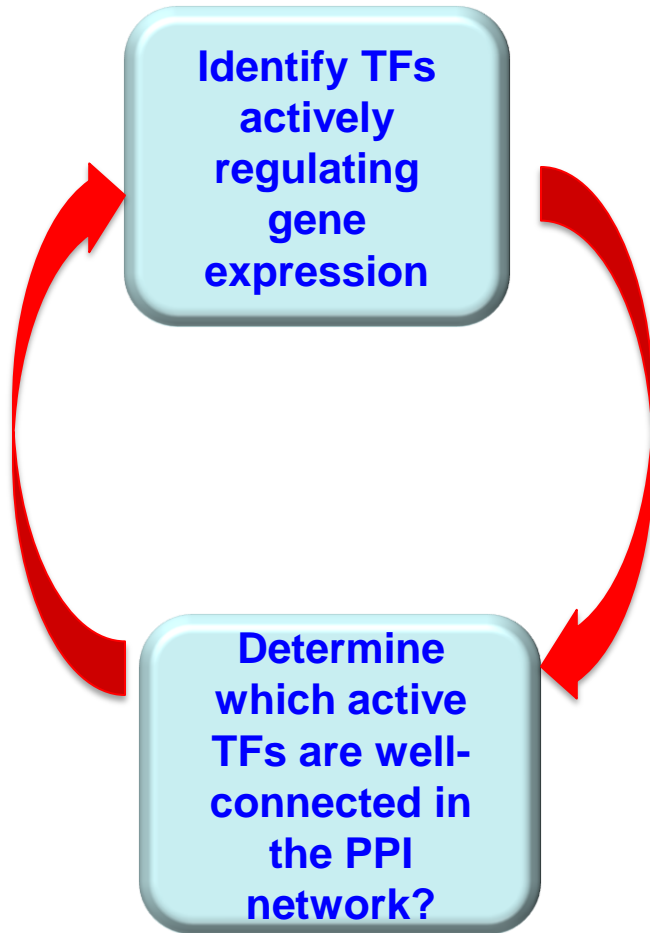 Identify TFs
actively
regulating
gene
expression
Determine
which active
TFs are well-
connected in
the PPI
network?